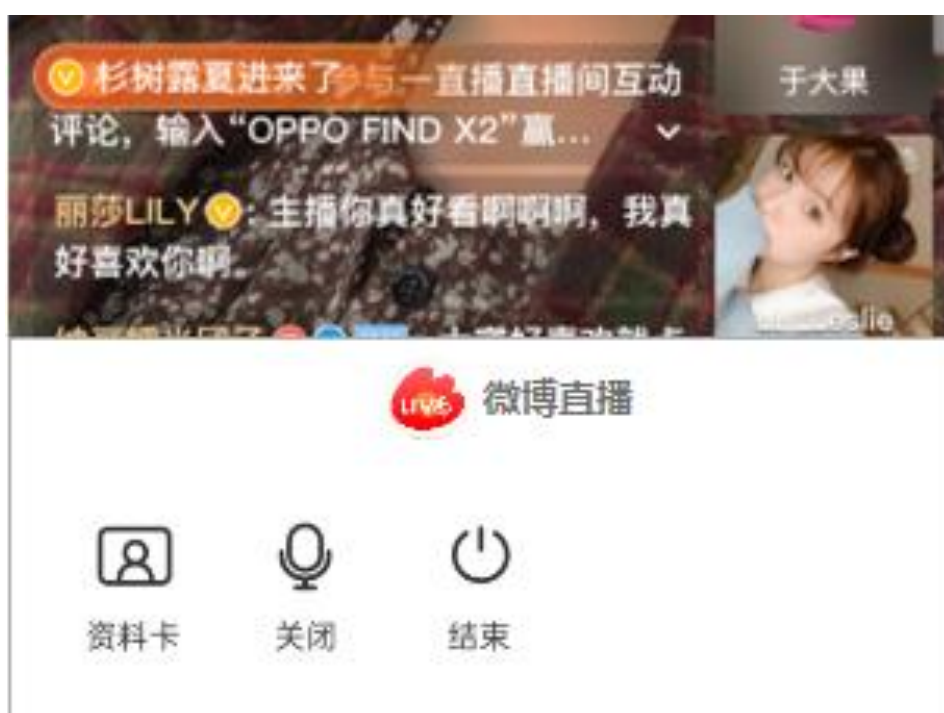 杉树露夏进来了参与一直播直播间互动
评论，输入“OPPO FIND X2”赢...
丽莎LILY：主播你真好看啊啊啊，我真
好喜欢你啊。
于大果
LIVE 微博直播
资料卡
关闭
结束